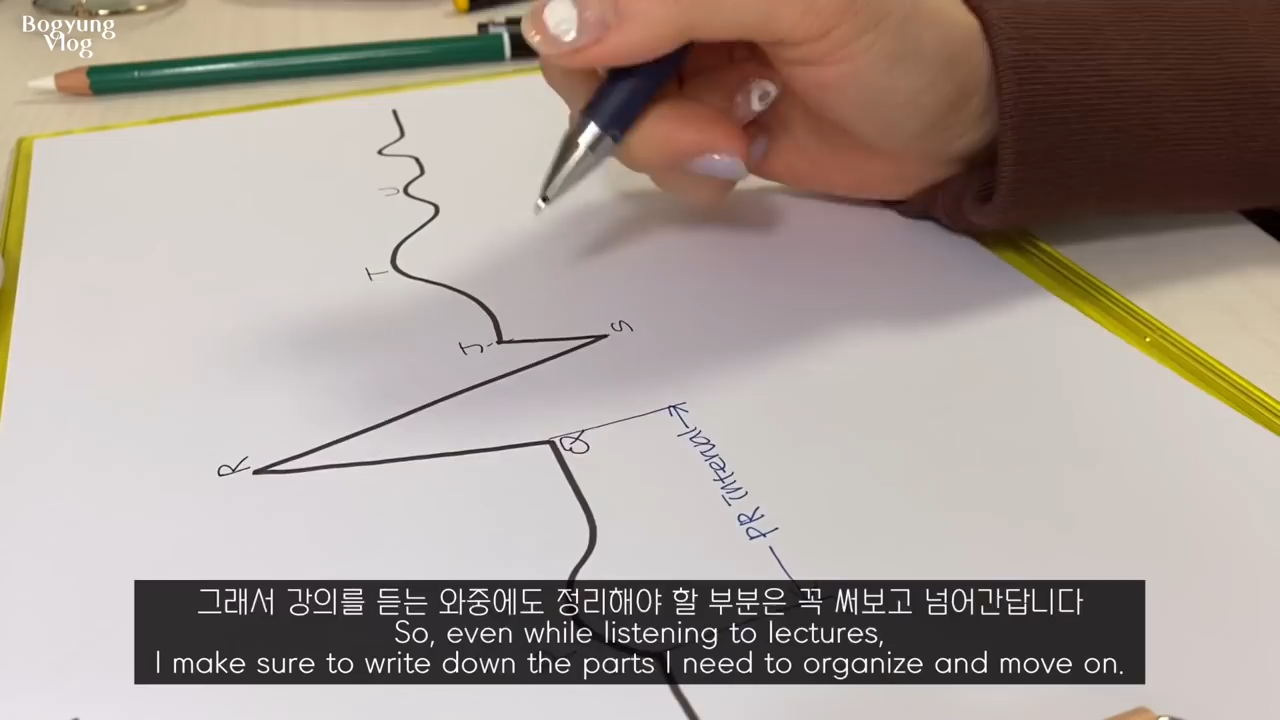 Bogyung
Vlog
U
T
J
S
R
Q
PR interval
그래서 강의를 듣는 와중에도 정리해야 할 부분은 꼭 써보고 넘어간답니다
So, even while listening to lectures,
I make sure to write down the parts I need to organize and move on.